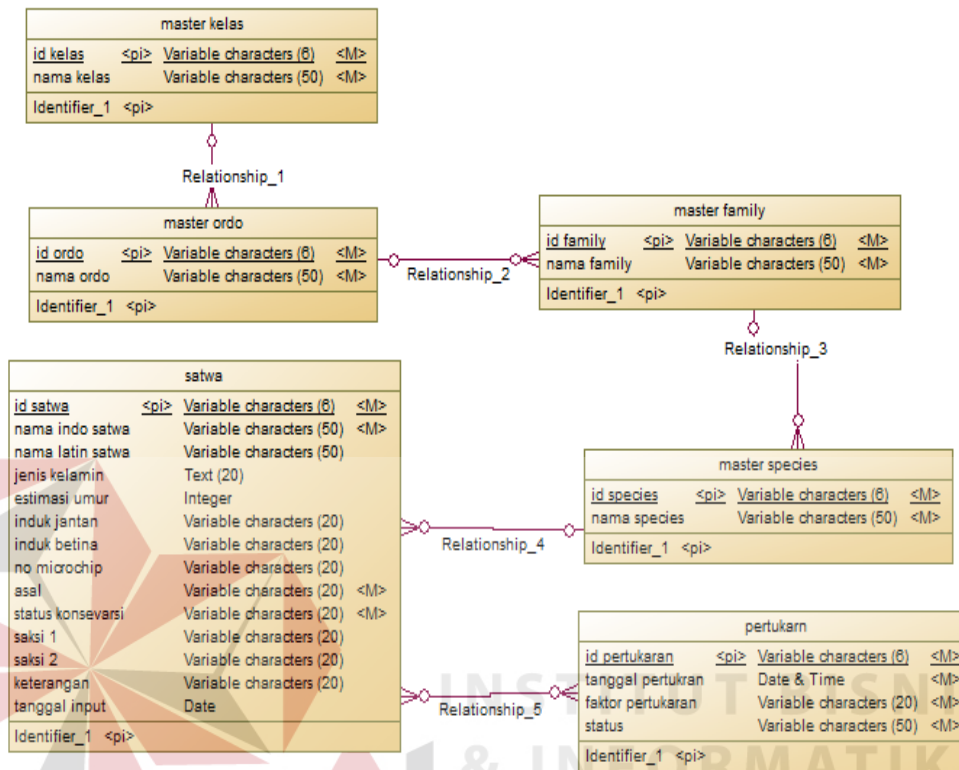 master kelas
id kelas <pi> Variable characters (6) <M>
nama kelas Variable characters (50) <M>
Identifier_1 <pi>
Relationship_1
master ordo
id ordo <pi> Variable characters (6) <M>
nama ordo Variable characters (50) <M>
Identifier_1 <pi>
Relationship_2
master family
id family <pi> Variable characters (6) <M>
nama family Variable characters (50) <M>
Identifier_1 <pi>
Relationship_3
satwa
id satwa <pi> Variable characters (6) <M>
nama indo satwa Variable characters (50) <M>
nama latin satwa Variable characters (50)
jenis kelamin Text (20)
estimasi umur Integer
induk jantan Variable characters (20)
induk betina Variable characters (20)
no microchip Variable characters (20)
asal Variable characters (20) <M>
status konsevarsi Variable characters (20) <M>
saksi 1 Variable characters (20)
saksi 2 Variable characters (20)
keterangan Variable characters (20)
tanggal input Date
Identifier_1 <pi>
master species
id species <pi> Variable characters (6) <M>
nama species Variable characters (50) <M>
Identifier_1 <pi>
Relationship_4
pertukarn
id pertukaran <pi> Variable characters (6) <M>
tanggal pertukran Date & Time <M>
faktor pertukaran Variable characters (20) <M>
status Variable characters (50) <M>
Identifier_1 <pi>
Relationship_5
INSTITUT BISNI
& INFORMATIK